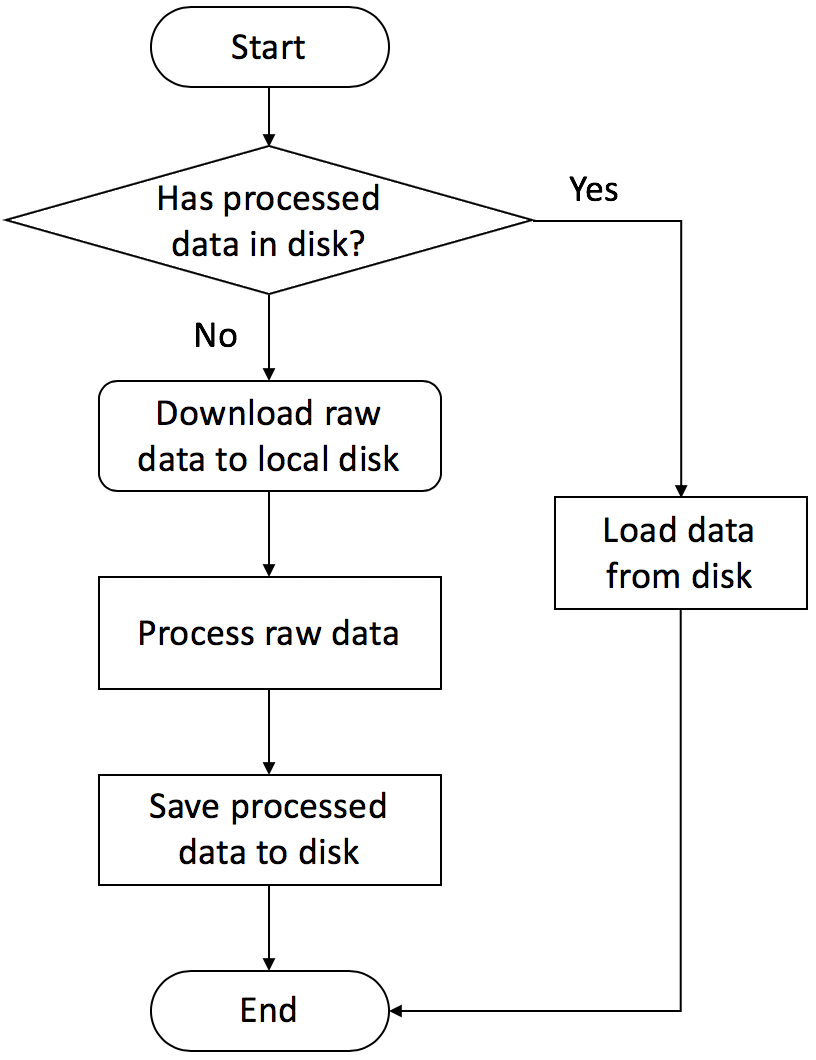 Start
Has processed
data in disk?
Yes
No
Download raw
data to local disk
Load data
from disk
Process raw data
Save processed
data to disk
End